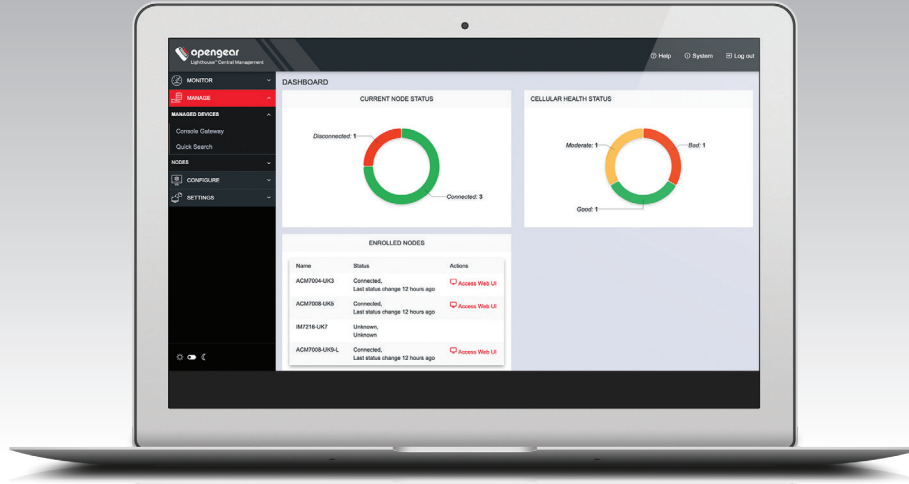 opengear
Lighthouse™ Central Management
Help
System
Log out
MONITOR
MANAGE
MANAGED DEVICES
Console Gateway
Quick Search
NODES
CONFIGURE
SETTINGS
DASHBOARD
CURRENT NODE STATUS
Disconnected: 1
Connected: 3
CELLULAR HEALTH STATUS
Moderate: 1
Bad: 1
Good: 1
ENROLLED NODES
Name Status Actions
ACM7004-UK3 Connected, Access Web UI
Last status change 12 hours ago
ACM7008-UK5 Connected, Access Web UI
Last status change 12 hours ago
IM7216-UK7 Unknown,
Unknown
ACM7008-UK9-L Connected, Access Web UI
Last status change 12 hours ago